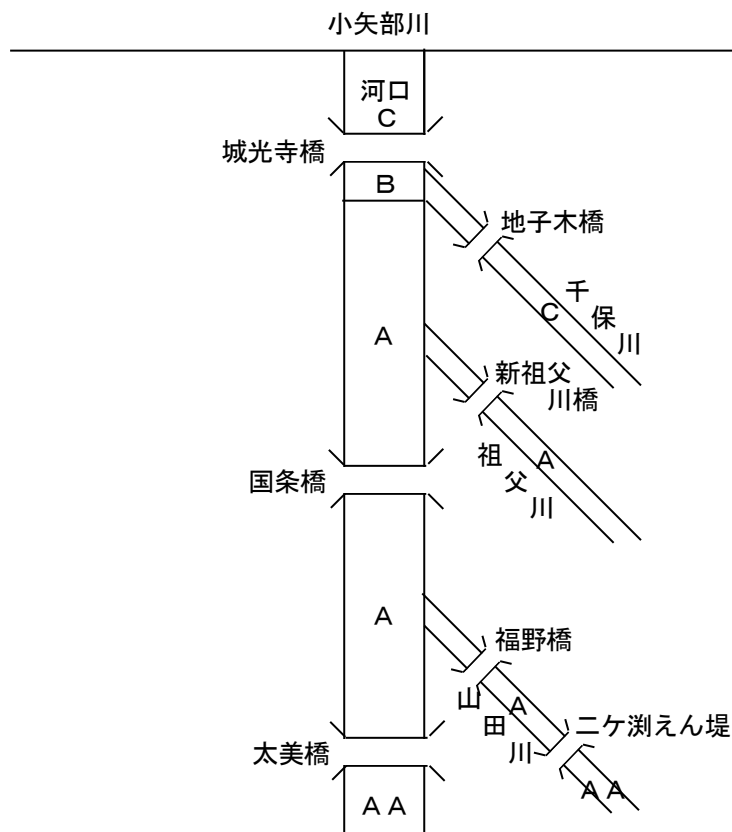 小矢部川
河口
C
城光寺橋
B
地子木橋
C
千保川
A
新祖父
川橋
A
祖父川
国条橋
A
福野橋
A
山田川
二ケ渕えん堤
太美橋
AA
AA